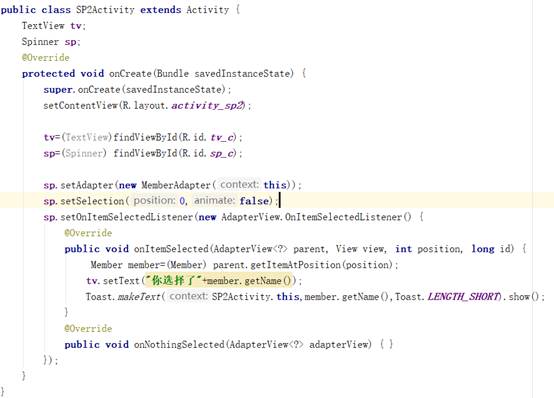 public class SP2Activity extends Activity {
TextView tv;
Spinner sp;
@Override
protected void onCreate(Bundle savedInstanceState) {
super.onCreate(savedInstanceState);
setContentView(R.layout.activity_sp2);
tv=(TextView)findViewById(R.id.tv_c);
sp=(Spinner) findViewById(R.id.sp_c);
sp.setAdapter(new MemberAdapter( context: this));
sp.setSelection( position: 0, animate: false);
sp.setOnItemSelectedListener(new AdapterView.OnItemSelectedListener() {
@Override
public void onItemSelected(AdapterView<?> parent, View view, int position, long id) {
Member member=(Member) parent.getItemAtPosition(position);
tv.setText("你选择了"+member.getName());
Toast.makeText( context: SP2Activity.this,member.getName(),Toast.LENGTH_SHORT).show();
}
@Override
public void onNothingSelected(AdapterView<?> adapterView) { }
});
}
}